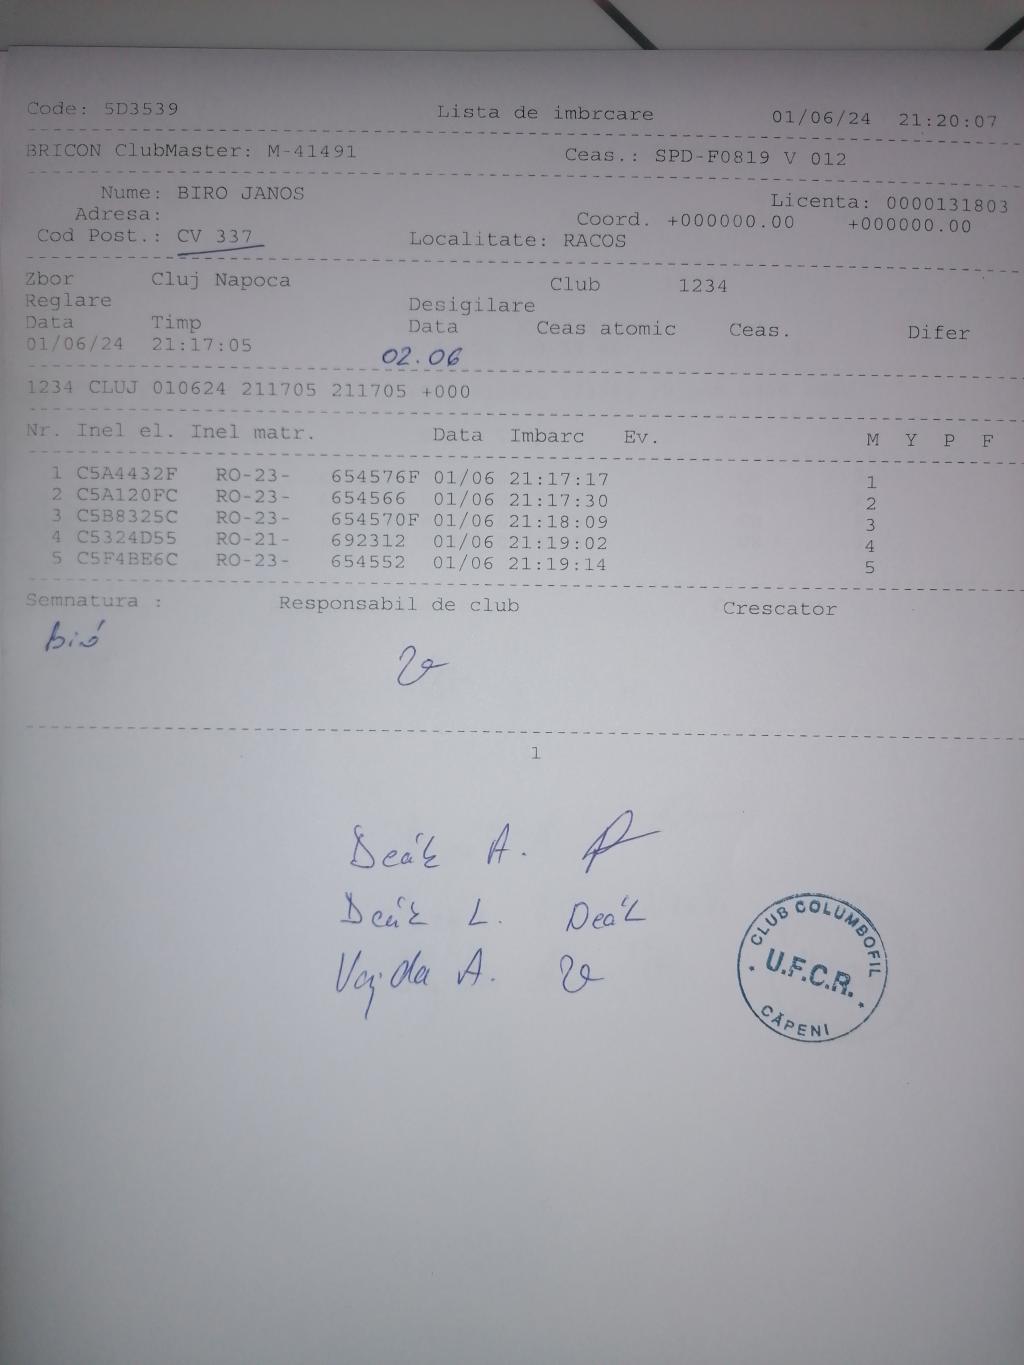 Code: 5D3539 Lista de imbrcare 01/06/24 21:20:07
BRICON ClubMaster: M-41491 Ceas.: SPD-F0819 V 012
Nume: BIRO JANOS Licenta: 0000131803
Adresa: Coord. +000000.00 +000000.00
Cod Post.: CV 337 Localitate: RACOS
Zbor Cluj Napoca Club 1234
Reglare Desigilare
Data Timp Data Ceas atomic Ceas. Difer
01/06/24 21:17:05 02.06
1234 CLUJ 010624 211705 211705 +000
Nr. Inel el. Inel matr. Data Imbarc Ev. M Y P F
1 C5A4432F RO-23- 654576F 01/06 21:17:17 1
2 C5A120FC RO-23- 654566 01/06 21:17:30 2
3 C5B8325C RO-23- 654570F 01/06 21:18:09 3
4 C5324D55 RO-21- 692312 01/06 21:19:02 4
5 C5F4BE6C RO-23- 654552 01/06 21:19:14 5
Semnatura : Responsabil de club Crescator
1
Deák A.
Deák L. Deák
Vajda A.
CLUB COLUMBOFIL
U.F.C.R.
CĂPENI